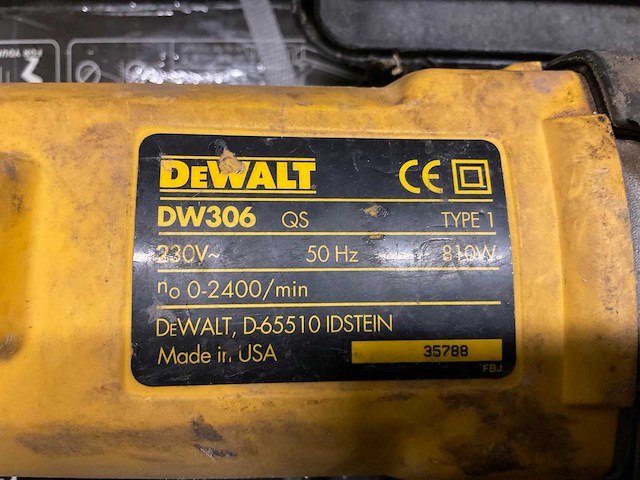 DEWALT CE
DW306 QS TYPE 1
230V~ 50 Hz 810W
no 0-2400/min
DEWALT, D-65510 IDSTEIN
Made in USA 35788
FBJ